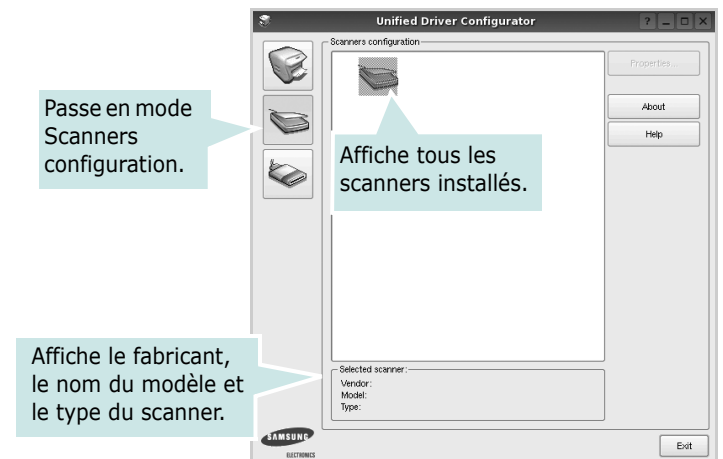 Unified Driver Configurator
Scanners configuration
Properties...
About
Help
Passe en mode
Scanners
configuration.
Affiche tous les
scanners installés.
Affiche le fabricant,
le nom du modèle et
le type du scanner.
Selected scanner:
Vendor:
Model:
Type:
SAMSUNG
ELECTRONICS
Exit